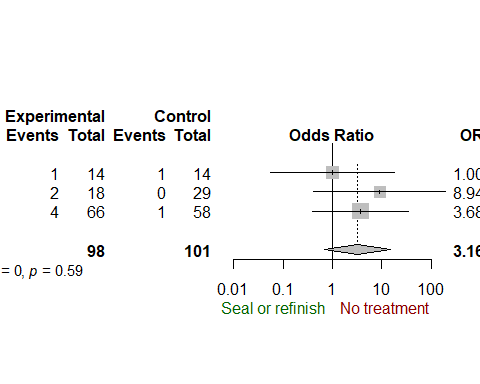 Experimental Control
Events Total Events Total Odds Ratio OR
1 14 1 14 1.00
2 18 0 29 8.94
4 66 1 58 3.68
98 101 3.16
= 0, p = 0.59
0.01 0.1 1 10 100
Seal or refinish No treatment